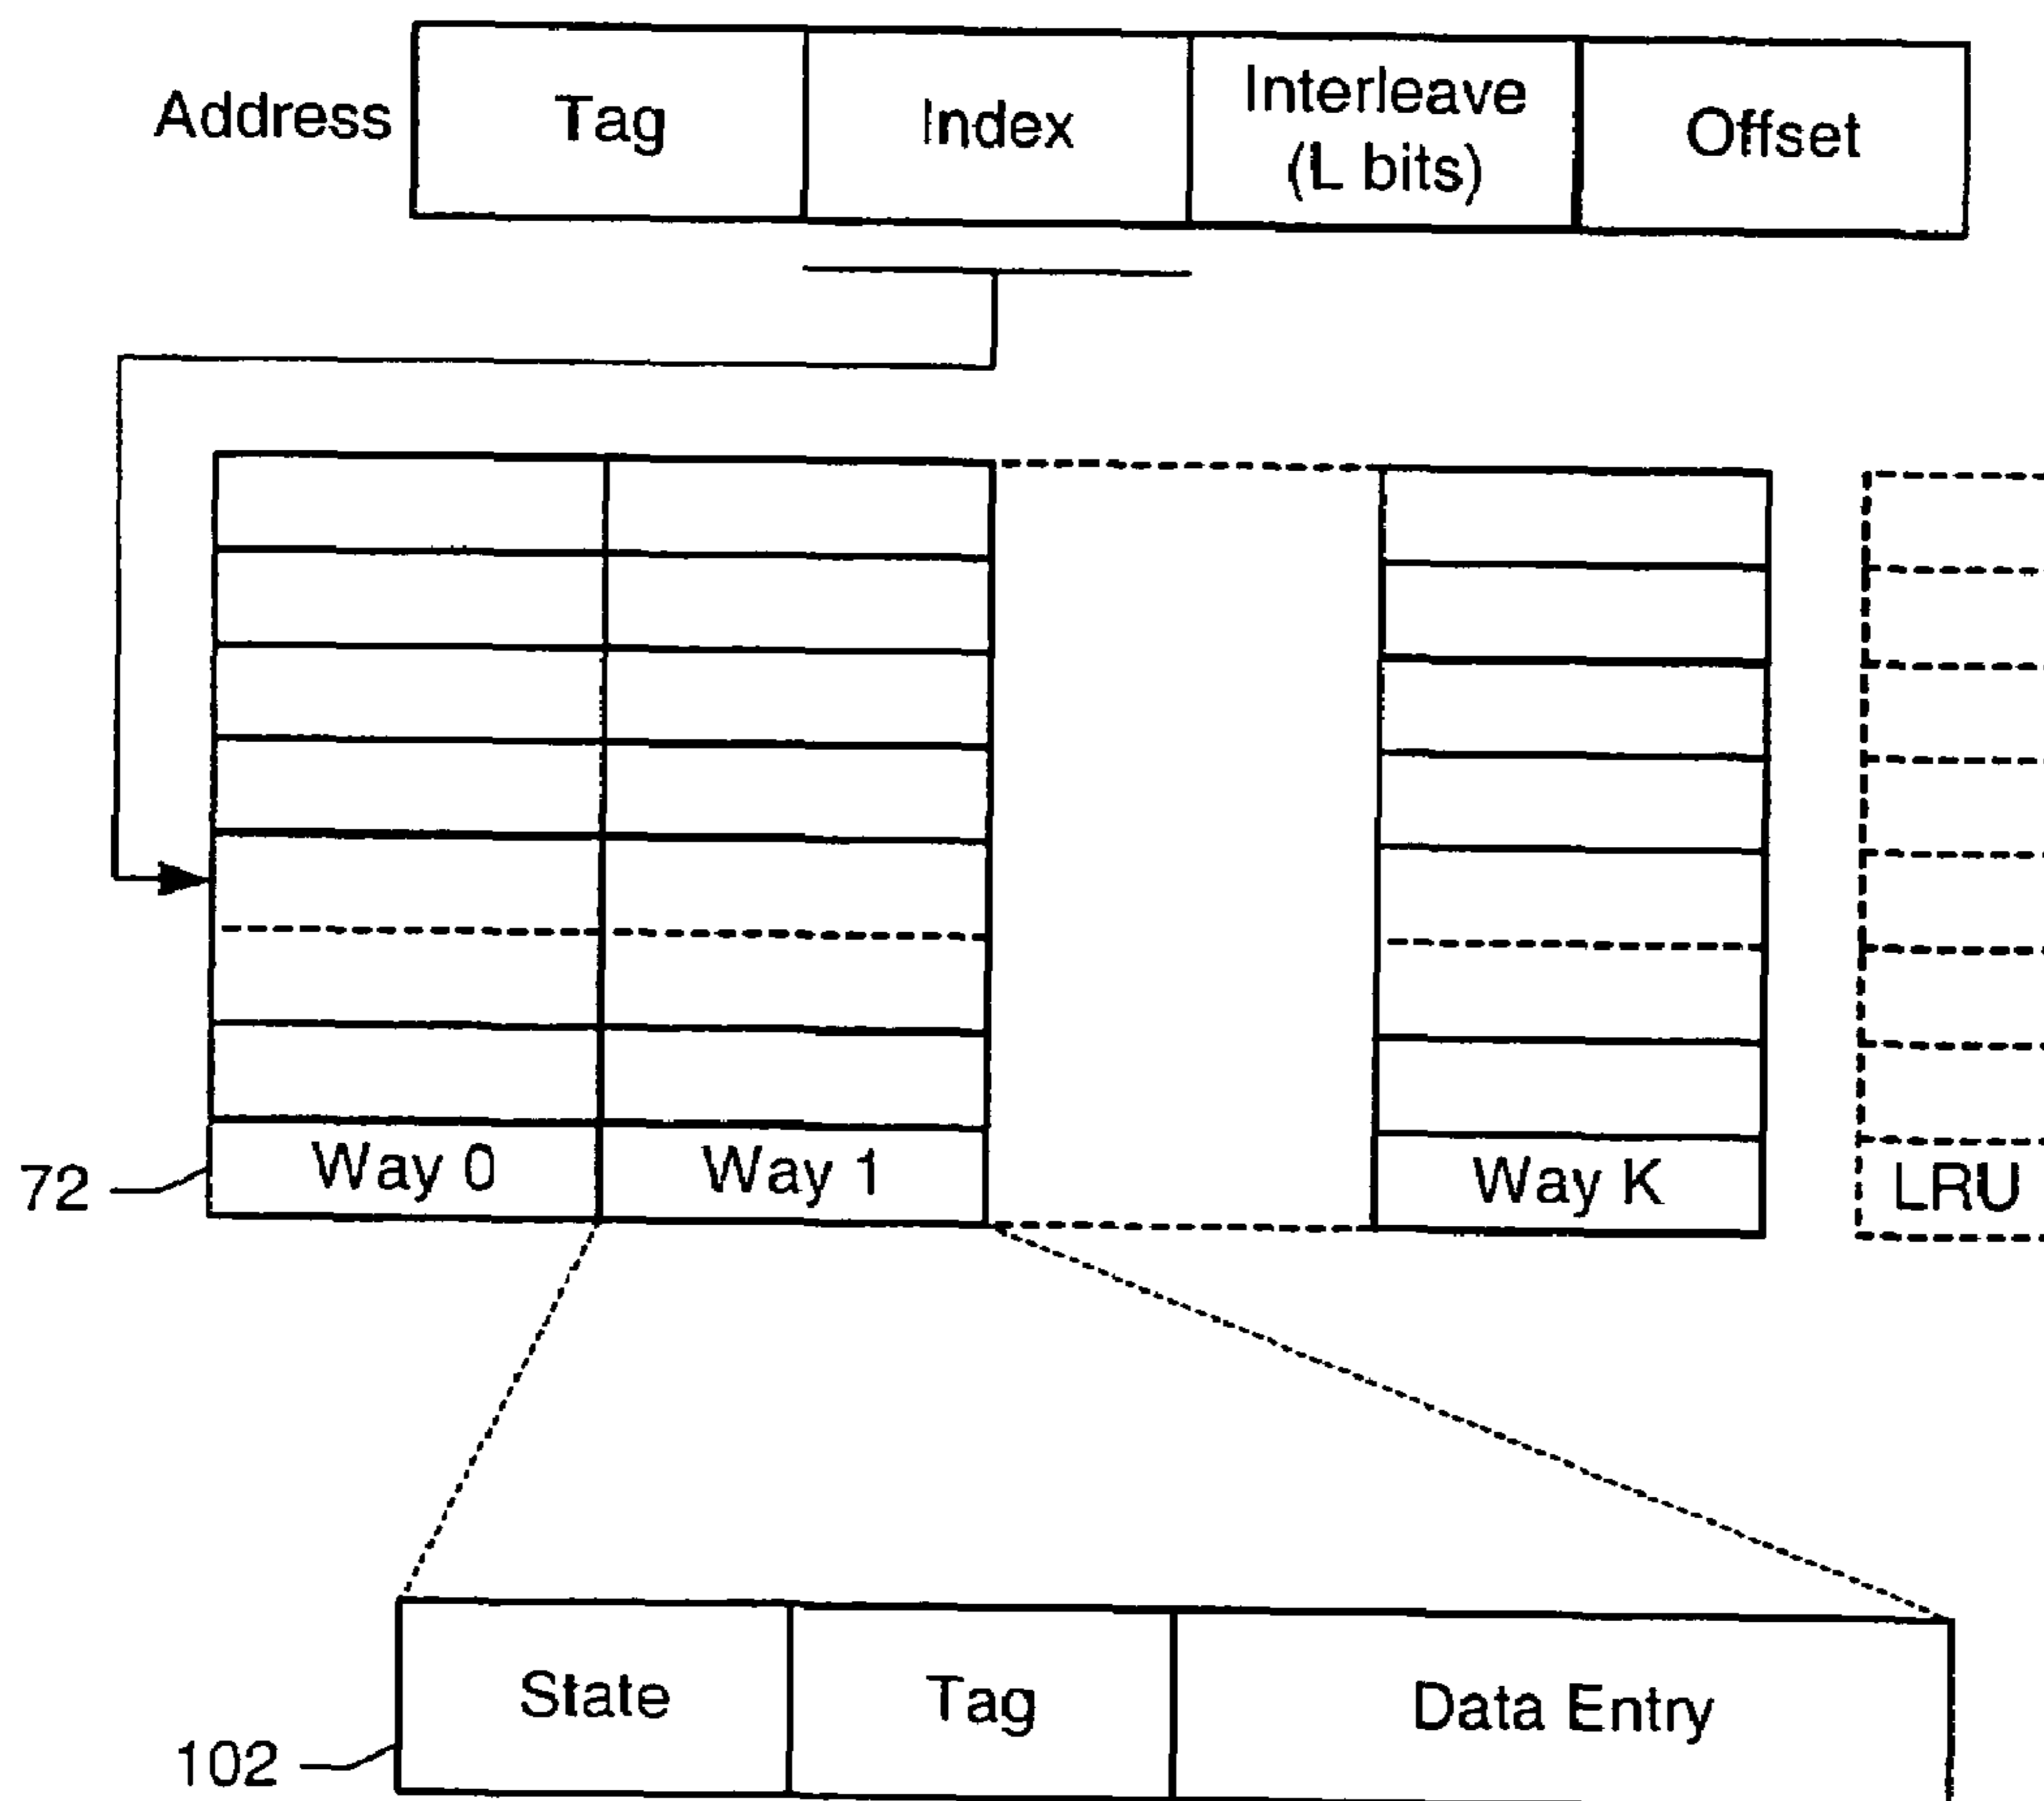 Address
Tag
Index
Interleave
(L bits)
Offset
72
Way 0
Way 1
Way K
LRU
102
State
Tag
Data Entry